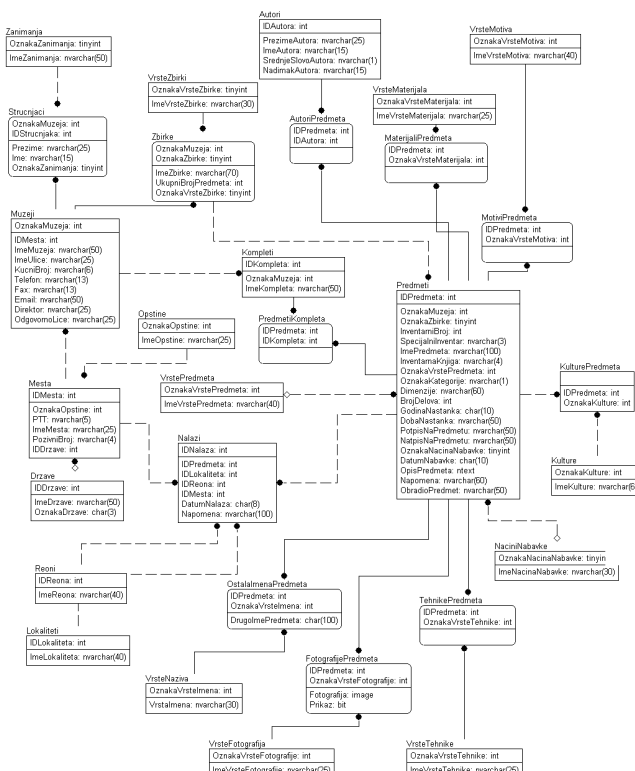 Zanimanja
OznakaZanimanja: tinyint
ImeZanimanja: nvarchar(50)
Strucnjaci
OznakaMuzeja: int
IDStrucnjaka: int
Prezime: nvarchar(25)
Ime: nvarchar(15)
OznakaZanimanja: tinyint
VrsteZbirki
OznakaVrsteZbirke: tinyint
ImeVrsteZbirke: nvarchar(30)
Zbirke
OznakaMuzeja: int
OznakaZbirke: tinyint
ImeZbirke: nvarchar(70)
UkupniBrojPredmeta: int
OznakaVrsteZbirke: tinyint
Autori
IDAutora: int
PrezimeAutora: nvarchar(25)
ImeAutora: nvarchar(15)
SrednjeSlovoAutora: nvarchar(1)
NadimakAutora: nvarchar(15)
AutoriPredmeta
IDPredmeta: int
IDAutora: int
VrsteMaterijala
OznakaVrsteMaterijala: int
ImeVrsteMaterijala: nvarchar(25)
MaterijaliPredmeta
IDPredmeta: int
OznakaVrsteMaterijala: int
VrsteMotiva
OznakaVrsteMotiva: int
ImeVrsteMotiva: nvarchar(40)
MotiviPredmeta
IDPredmeta: int
OznakaVrsteMotiva: int
Muzeji
OznakaMuzeja: int
IDMesta: int
ImeMuzeja: nvarchar(50)
ImeUlice: nvarchar(25)
KucniBroj: nvarchar(6)
Telefon: nvarchar(13)
Fax: nvarchar(13)
Email: nvarchar(50)
Direktor: nvarchar(25)
OdgovornoLice: nvarchar(25)
Kompleti
IDKompleta: int
OznakaMuzeja: int
ImeKompleta: nvarchar(50)
PredmetiKompleta
IDPredmeta: int
IDKompleta: int
Opstine
OznakaOpstine: int
ImeOpstine: nvarchar(25)
Predmeti
IDPredmeta: int
OznakaMuzeja: int
OznakaZbirke: tinyint
InventarniBroj: int
SpecijalniInventar: nvarchar(3)
ImePredmeta: nvarchar(100)
InventarnaKnjiga: nvarchar(4)
OznakaVrstePredmeta: int
OznakaKategorije: nvarchar(1)
Dimenzije: nvarchar(60)
BrojDelova: int
GodinaNastanka: char(10)
DobaNastanka: nvarchar(50)
PotpisNaPredmetu: nvarchar(50)
NatpisNaPredmetu: nvarchar(50)
OznakaNacinaNabavke: tinyint
DatumNabavke: char(10)
OpisPredmeta: ntext
Napomena: nvarchar(60)
ObradioPredmet: nvarchar(50)
VrstePredmeta
OznakaVrstePredmeta: int
ImeVrstePredmeta: nvarchar(40)
KulturePredmeta
IDPredmeta: int
OznakaKulture: int
Kulture
OznakaKulture: int
ImeKulture: nvarchar(6
Mesta
IDMesta: int
OznakaOpstine: int
PTT: nvarchar(5)
ImeMesta: nvarchar(25)
PozivniBroj: nvarchar(4)
IDDrzave: int
Drzave
IDDrzave: int
ImeDrzave: nvarchar(50)
OznakaDrzave: char(3)
Nalazi
IDNalaza: int
IDPredmeta: int
IDLokaliteta: int
IDReona: int
IDMesta: int
DatumNalaza: char(8)
Napomena: nvarchar(100)
Reoni
IDReona: int
ImeReona: nvarchar(40)
Lokaliteti
IDLokaliteta: int
ImeLokaliteta: nvarchar(40)
OstalaImenaPredmeta
IDPredmeta: int
OznakaVrsteImena: int
DrugoImePredmeta: char(100)
VrsteNaziva
OznakaVrsteImena: int
VrstaImena: nvarchar(30)
NaciniNabavke
OznakaNacinaNabavke: tinyin
ImeNacinaNabavke: nvarchar(30)
TehnikePredmeta
IDPredmeta: int
OznakaVrsteTehnike: int
FotografijePredmeta
IDPredmeta: int
OznakaVrsteFotografije: int
Fotografija: image
Prikaz: bit
VrsteFotografija
OznakaVrsteFotografije: int
ImeVrsteFotografije: nvarchar(25)
VrsteTehnike
OznakaVrsteTehnike: int
ImeVrsteTehnike: nvarchar(25)